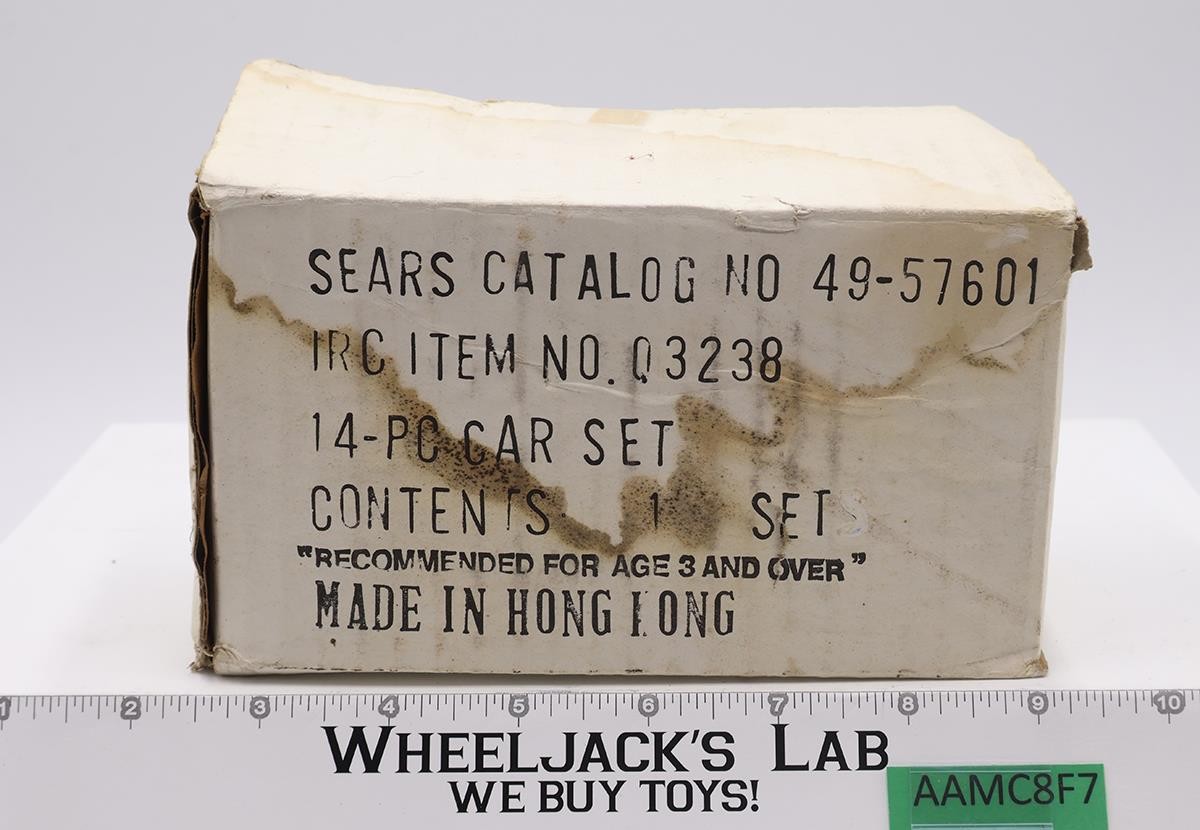 SEARS CATALOG NO 49-57601
IRC ITEM NO. 03238
14-PC CAR SET
CONTENTS 1 SET
"RECOMMENDED FOR AGE 3 AND OVER"
MADE IN HONG KONG
1 2 3 4 5 6 7 8 9 10
WHEELJACK'S LAB
WE BUY TOYS!
AAMC8F7